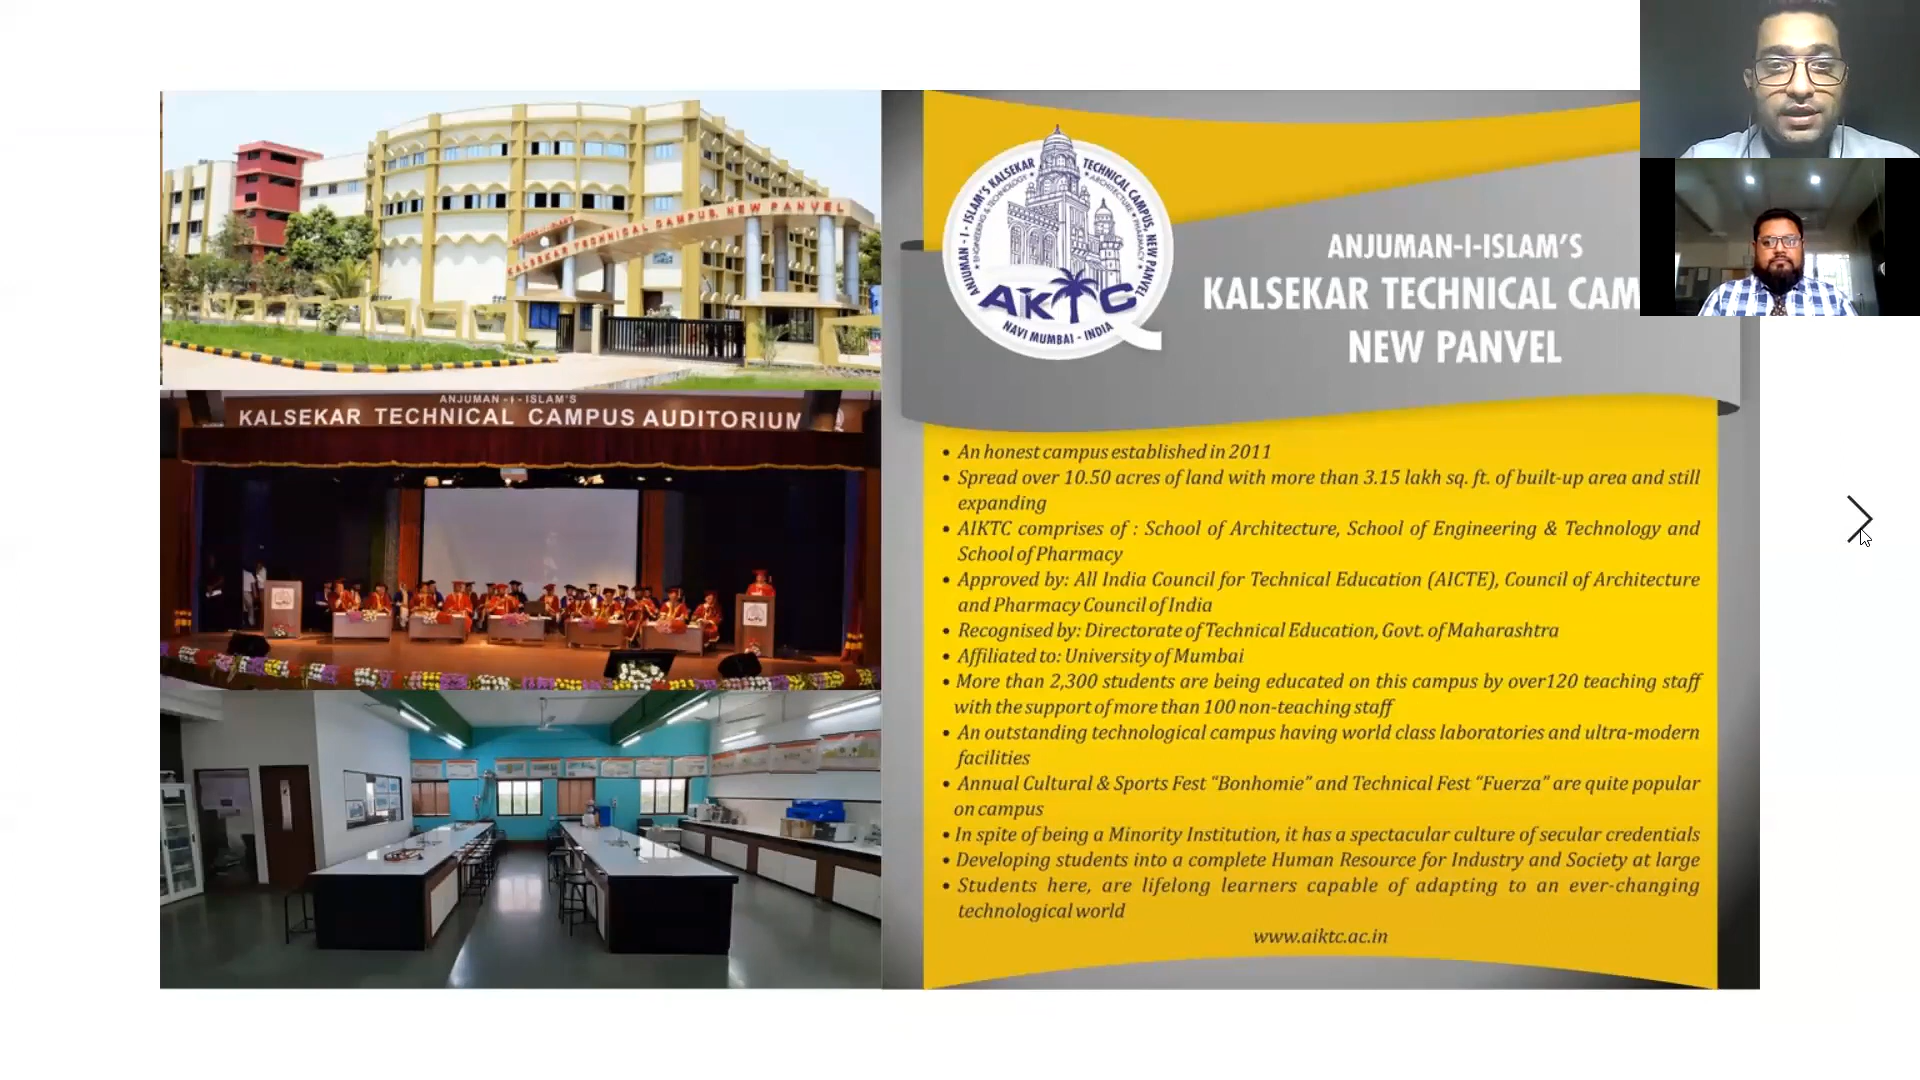 ANJUMAN-I-ISLAM'S
KALSEKAR TECHNICAL CAMPUS, NEW PANVEL
ANJUMAN-I-ISLAM'S
KALSEKAR TECHNICAL CAMPUS AUDITORIUM
ANJUMAN-I-ISLAM'S KALSEKAR TECHNICAL CAMPUS, NEW PANVEL
ENGINEERING & TECHNOLOGY • ARCHITECTURE • PHARMACY
AIKTC
NAVI MUMBAI - INDIA
ANJUMAN-I-ISLAM'S
KALSEKAR TECHNICAL CAM
NEW PANVEL
• An honest campus established in 2011
• Spread over 10.50 acres of land with more than 3.15 lakh sq. ft. of built-up area and still
expanding
• AIKTC comprises of : School of Architecture, School of Engineering & Technology and
School of Pharmacy
• Approved by: All India Council for Technical Education (AICTE), Council of Architecture
and Pharmacy Council of India
• Recognised by: Directorate of Technical Education, Govt. of Maharashtra
• Affiliated to: University of Mumbai
• More than 2,300 students are being educated on this campus by over120 teaching staff
with the support of more than 100 non-teaching staff
• An outstanding technological campus having world class laboratories and ultra-modern
facilities
• Annual Cultural & Sports Fest “Bonhomie” and Technical Fest “Fuerza” are quite popular
on campus
• In spite of being a Minority Institution, it has a spectacular culture of secular credentials
• Developing students into a complete Human Resource for Industry and Society at large
• Students here, are lifelong learners capable of adapting to an ever-changing
technological world
www.aiktc.ac.in